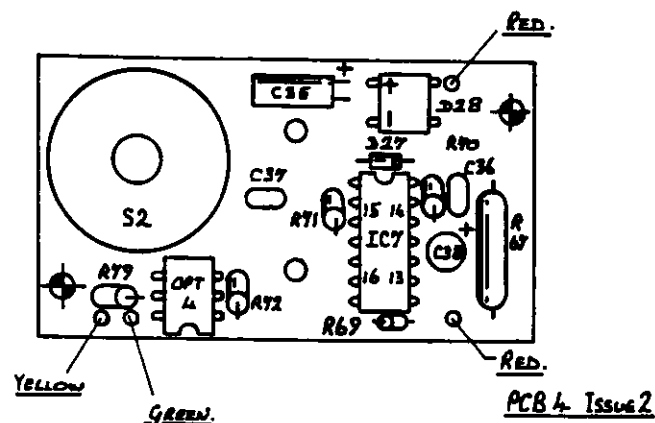 RED.
C35
+
+
-
D28
D27
R70
C36
C37
R71
15 14
IC7
16 13
+
C38
R
67
S2
R79
OPT
4
R72
R69
YELLOW
GREEN.
RED.
PCB 4 ISSUE 2